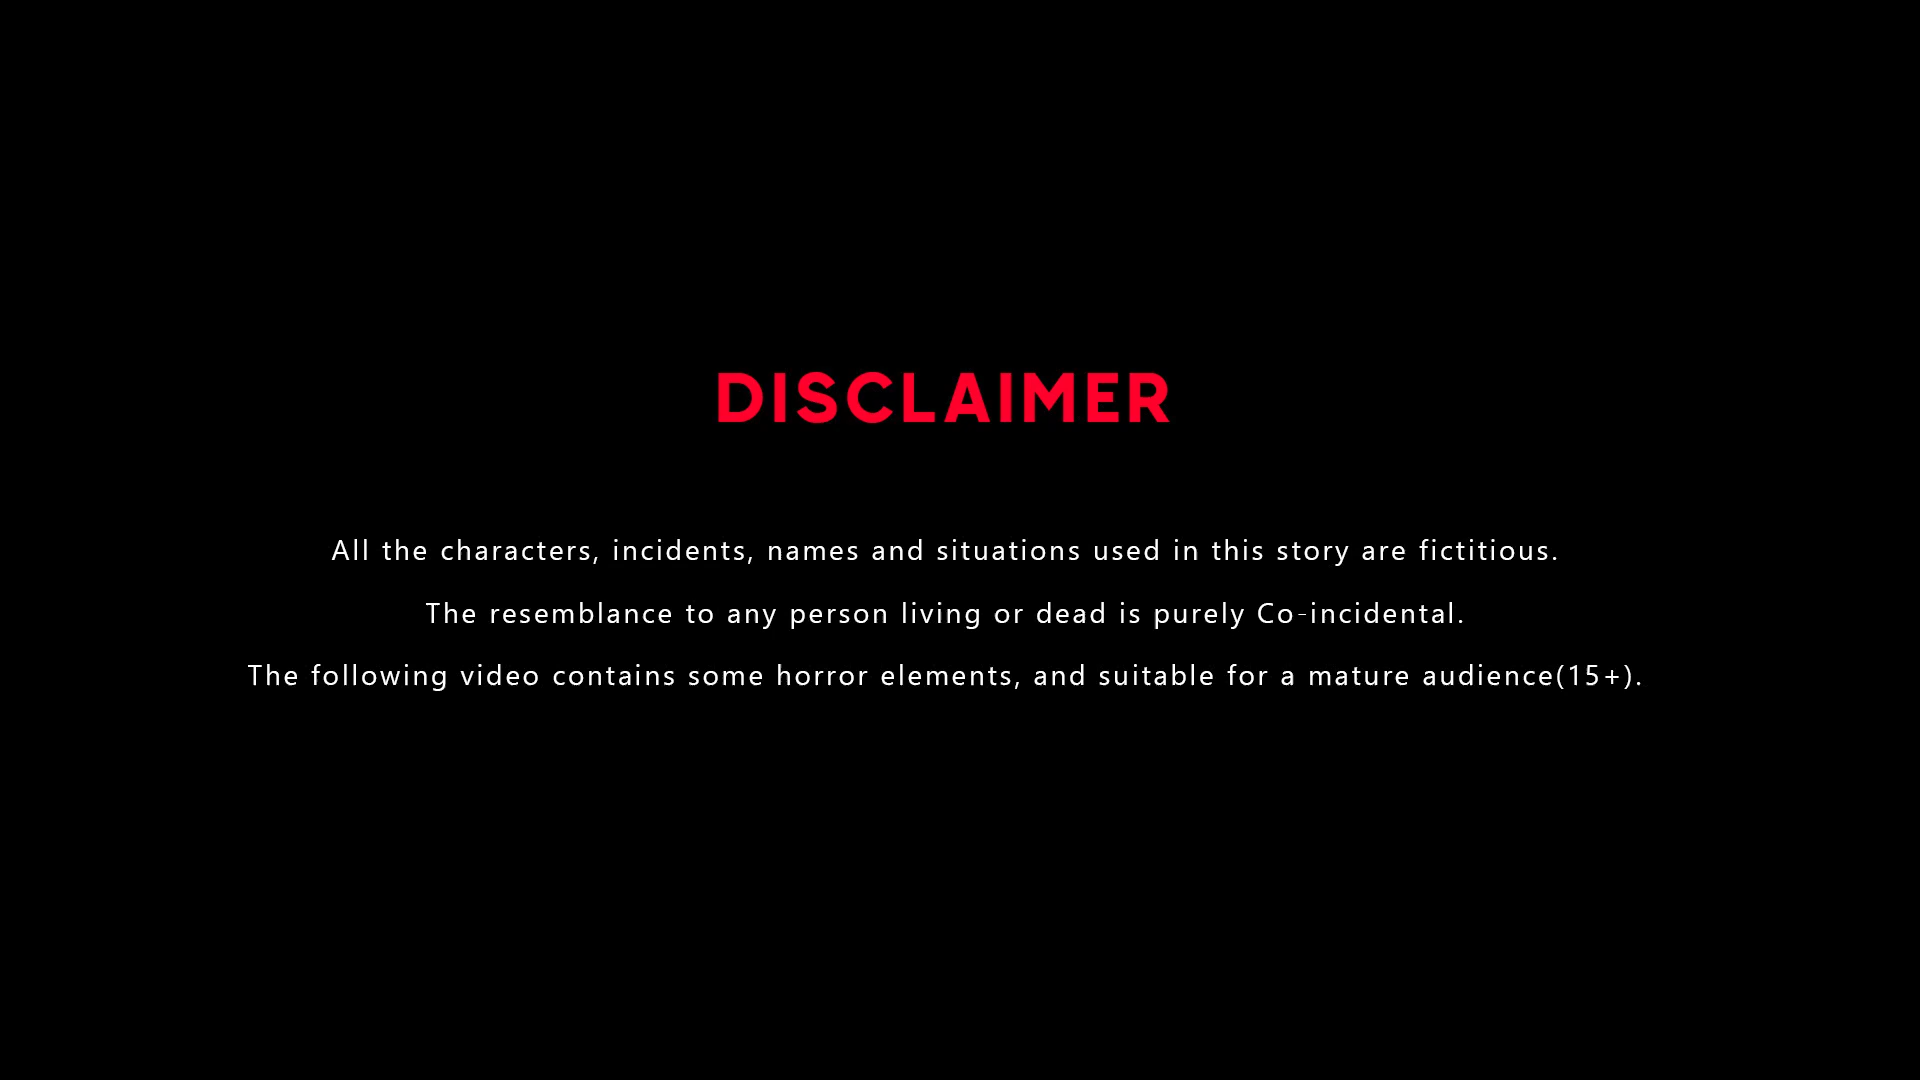 DISCLAIMER
All the characters, incidents, names and situations used in this story are fictitious.
The resemblance to any person living or dead is purely Co-incidental.
The following video contains some horror elements, and suitable for a mature audience(15+).